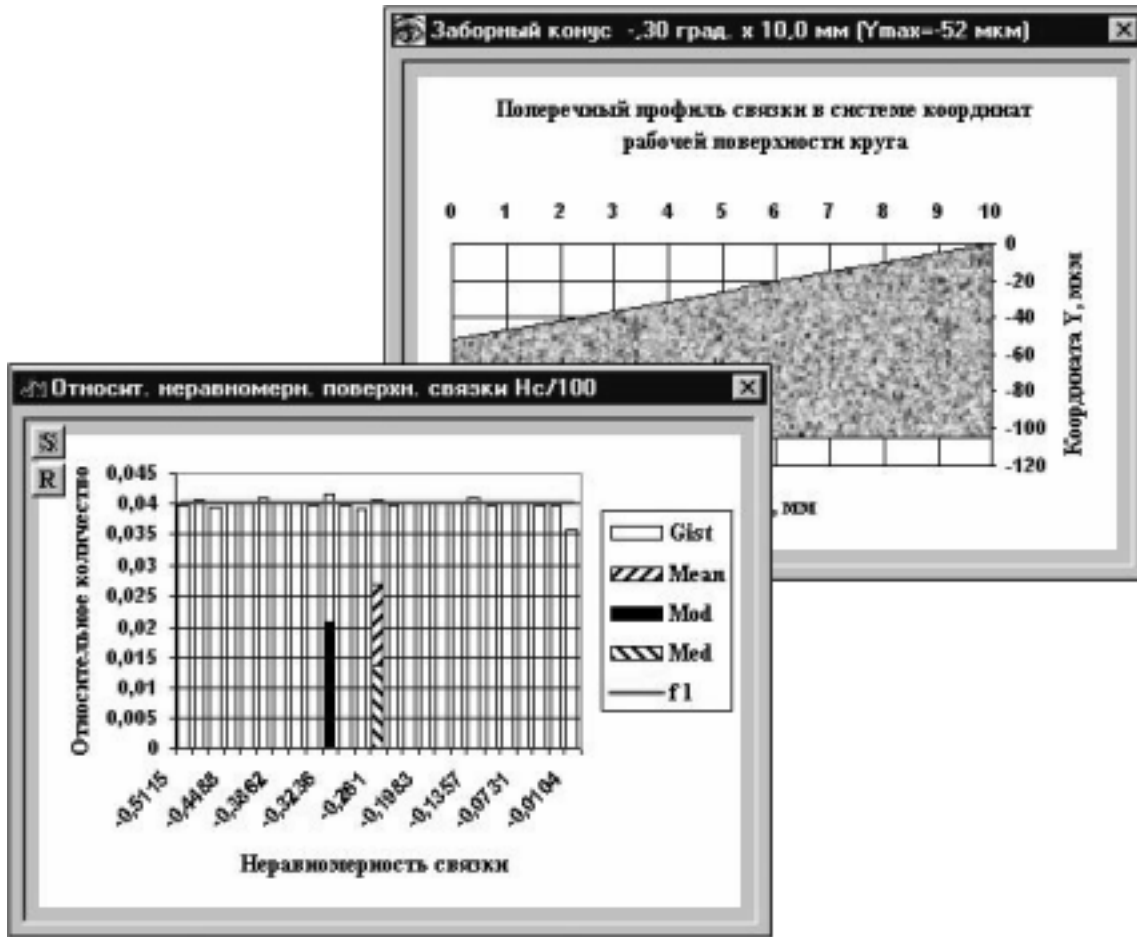 Заборный конус -,30 град. x 10,0 мм (Ymax=-52 мкм)
Поперечный профиль связки в системе координат
рабочей поверхности круга
0 1 2 3 4 5 6 7 8 9 10
0
-20
-40
-60
-80
-100
-120
Координата Y, мкм
, мм
Относит. неравномерн. поверхн. связки Нс/100
S
R
0,045
0,04
0,035
0,03
0,025
0,02
0,015
0,01
0,005
0
Относительное количество
-0,5115 -0,4488 -0,3862 -0,3236 -0,261 -0,1983 -0,1357 -0,0731 -0,0104
Неравномерность связки
Gist
Mean
Mod
Med
f1